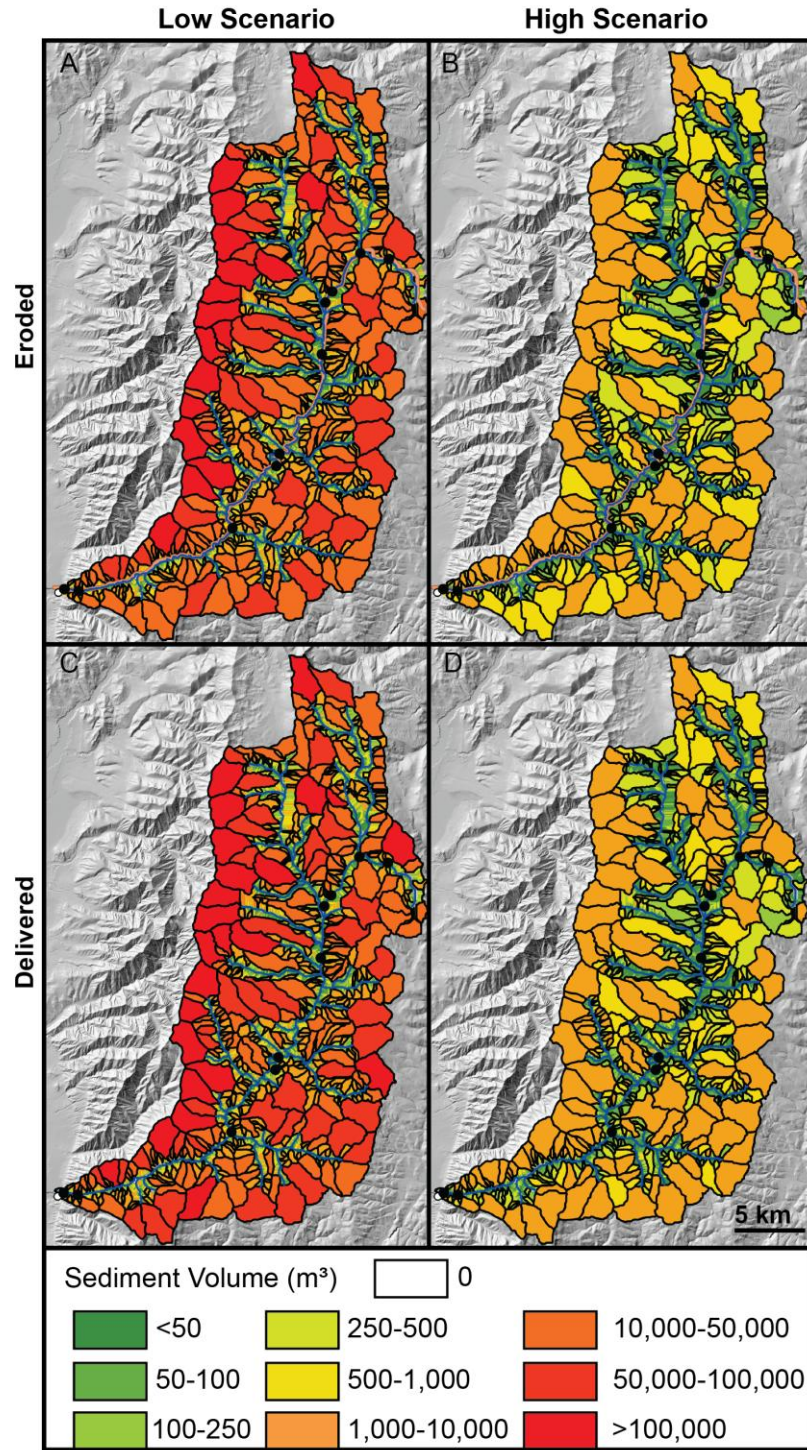 Low Scenario
High Scenario
A
B
Eroded
C
D
Delivered
5 km
Sediment Volume (m³)
0
<50
250-500
10,000-50,000
50-100
500-1,000
50,000-100,000
100-250
1,000-10,000
>100,000